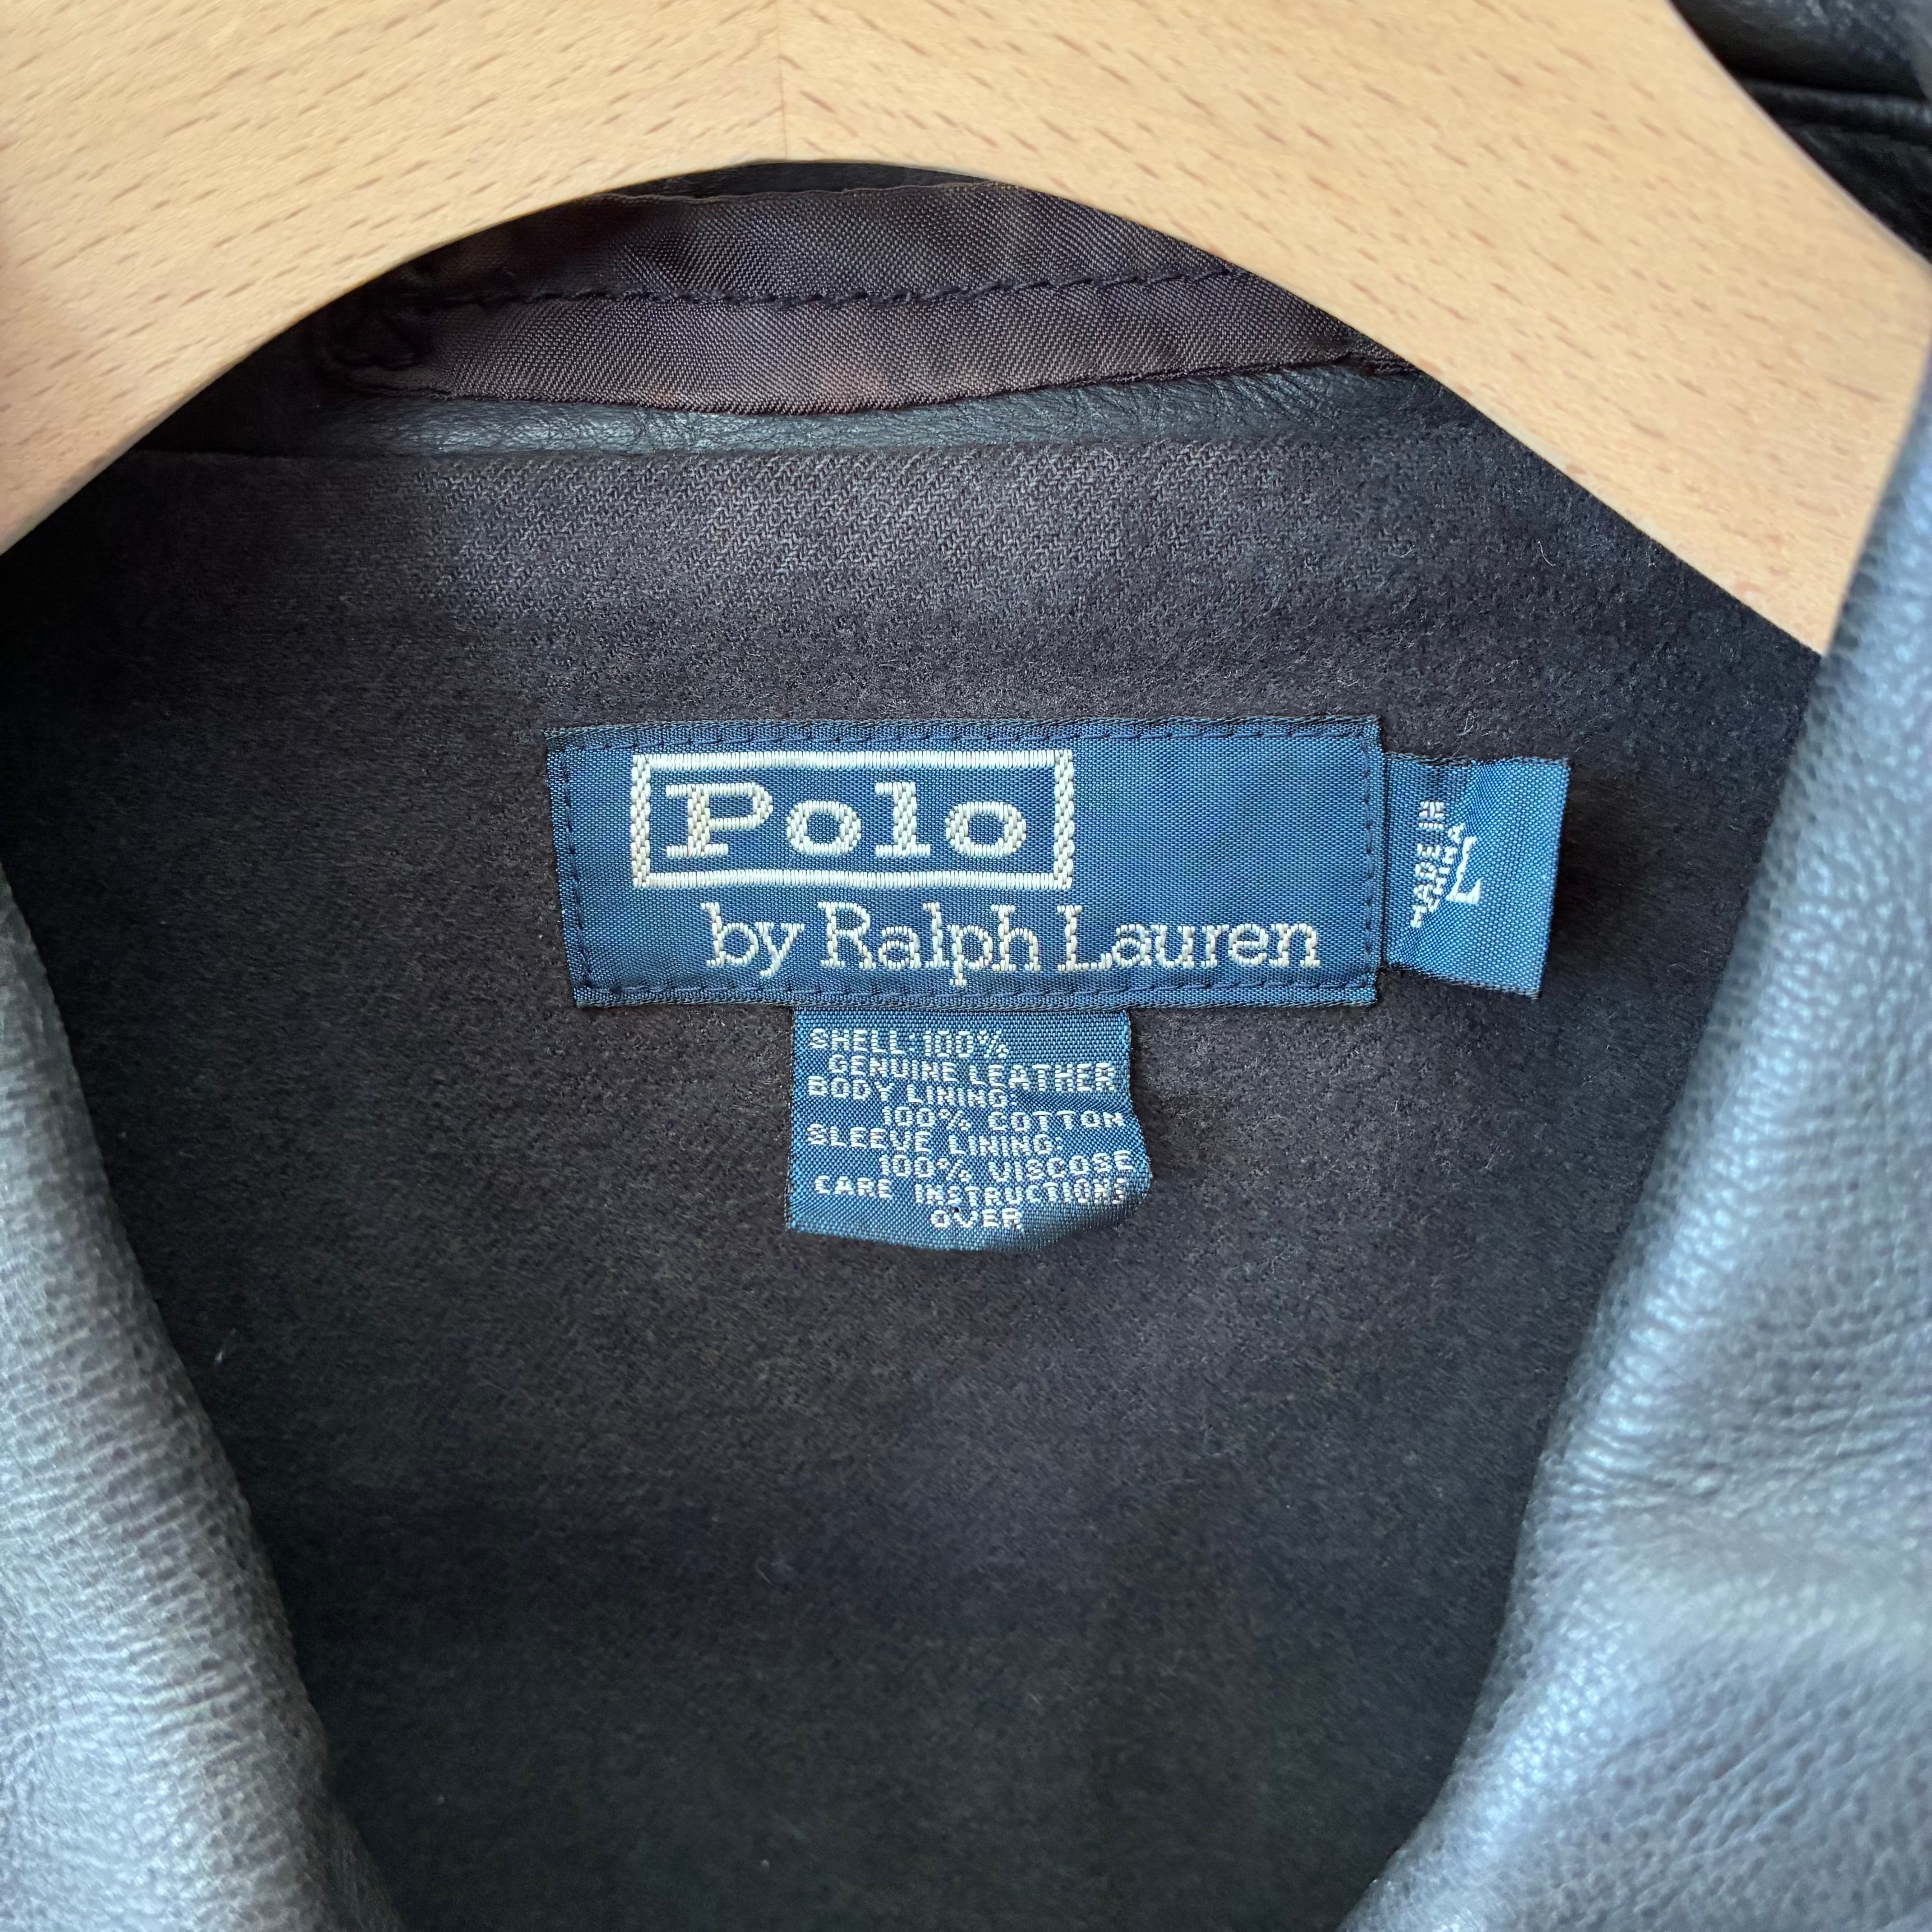 Polo
by Ralph Lauren
MADE IN
CHINA
L
SHELL:100%
GENUINE LEATHER
BODY LINING:
100% COTTON
SLEEVE LINING:
100% VISCOSE
CARE INSTRUCTIONS
OVER